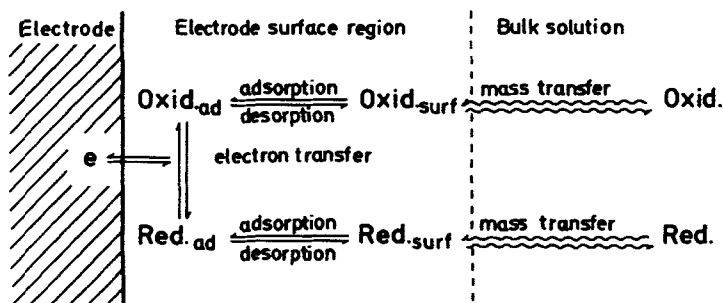 Electrode Electrode surface region Bulk solution
Oxid.ad adsorption desorption Oxid.surf mass transfer Oxid.
e electron transfer
Red.ad adsorption desorption Red.surf mass transfer Red.